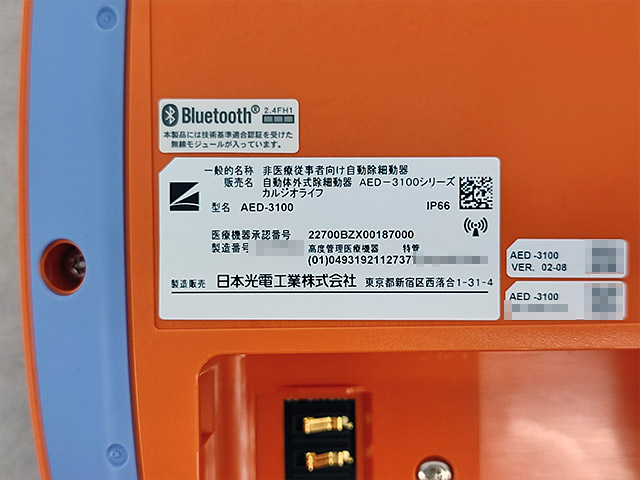 Bluetooth® 2.4FH1
本製品には技術基準適合認証を受けた
無線モジュールが入っています。
一般的名称 非医療従事者向け自動除細動器
販売名 自動体外式除細動器 AED-3100シリーズ
カルジオライフ
型名 AED-3100 IP66
医療機器承認番号 22700BZX00187000
製造番号 高度管理医療機器 特管
(01)04931921127377
製造販売 日本光電工業株式会社 東京都新宿区西落合1-31-4
AED-3100
VER. 02-08
AED-3100